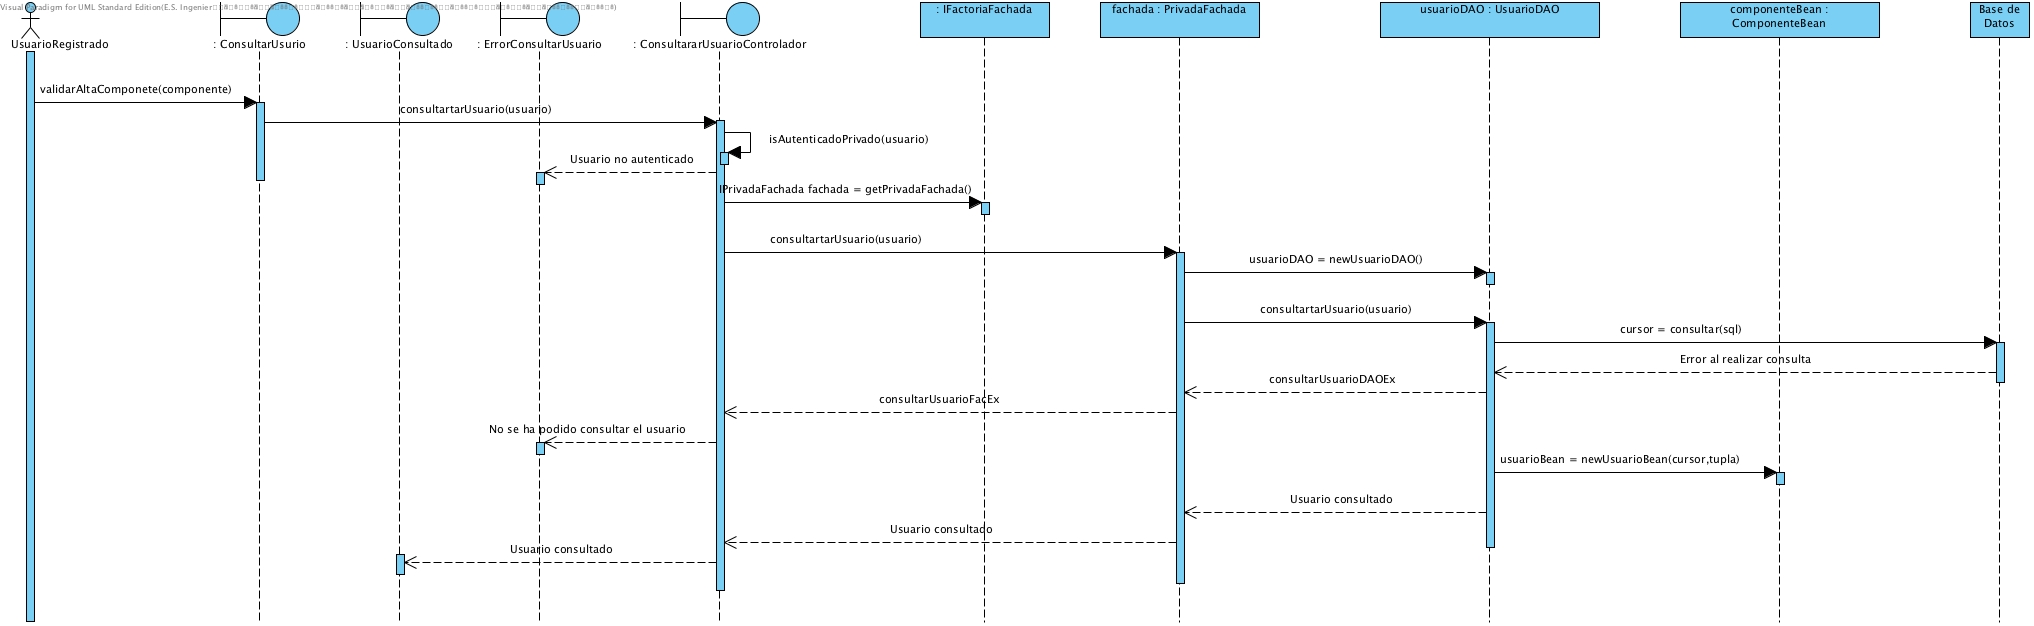 Visual Paradigm for UML Standard Edition(E.S. Ingenier
UsuarioRegistrado
: ConsultarUsurio
: UsuarioConsultado
: ErrorConsultarUsuario
: ConsultararUsuarioControlador
: IFactoriaFachada
fachada : PrivadaFachada
usuarioDAO : UsuarioDAO
componenteBean :
ComponenteBean
Base de
Datos
validarAltaComponete(componente)
consultartarUsuario(usuario)
isAutenticadoPrivado(usuario)
Usuario no autenticado
IPrivadaFachada fachada = getPrivadaFachada()
consultartarUsuario(usuario)
usuarioDAO = newUsuarioDAO()
consultartarUsuario(usuario)
cursor = consultar(sql)
Error al realizar consulta
consultarUsuarioDAOEx
consultarUsuarioFacEx
No se ha podido consultar el usuario
usuarioBean = newUsuarioBean(cursor,tupla)
Usuario consultado
Usuario consultado
Usuario consultado